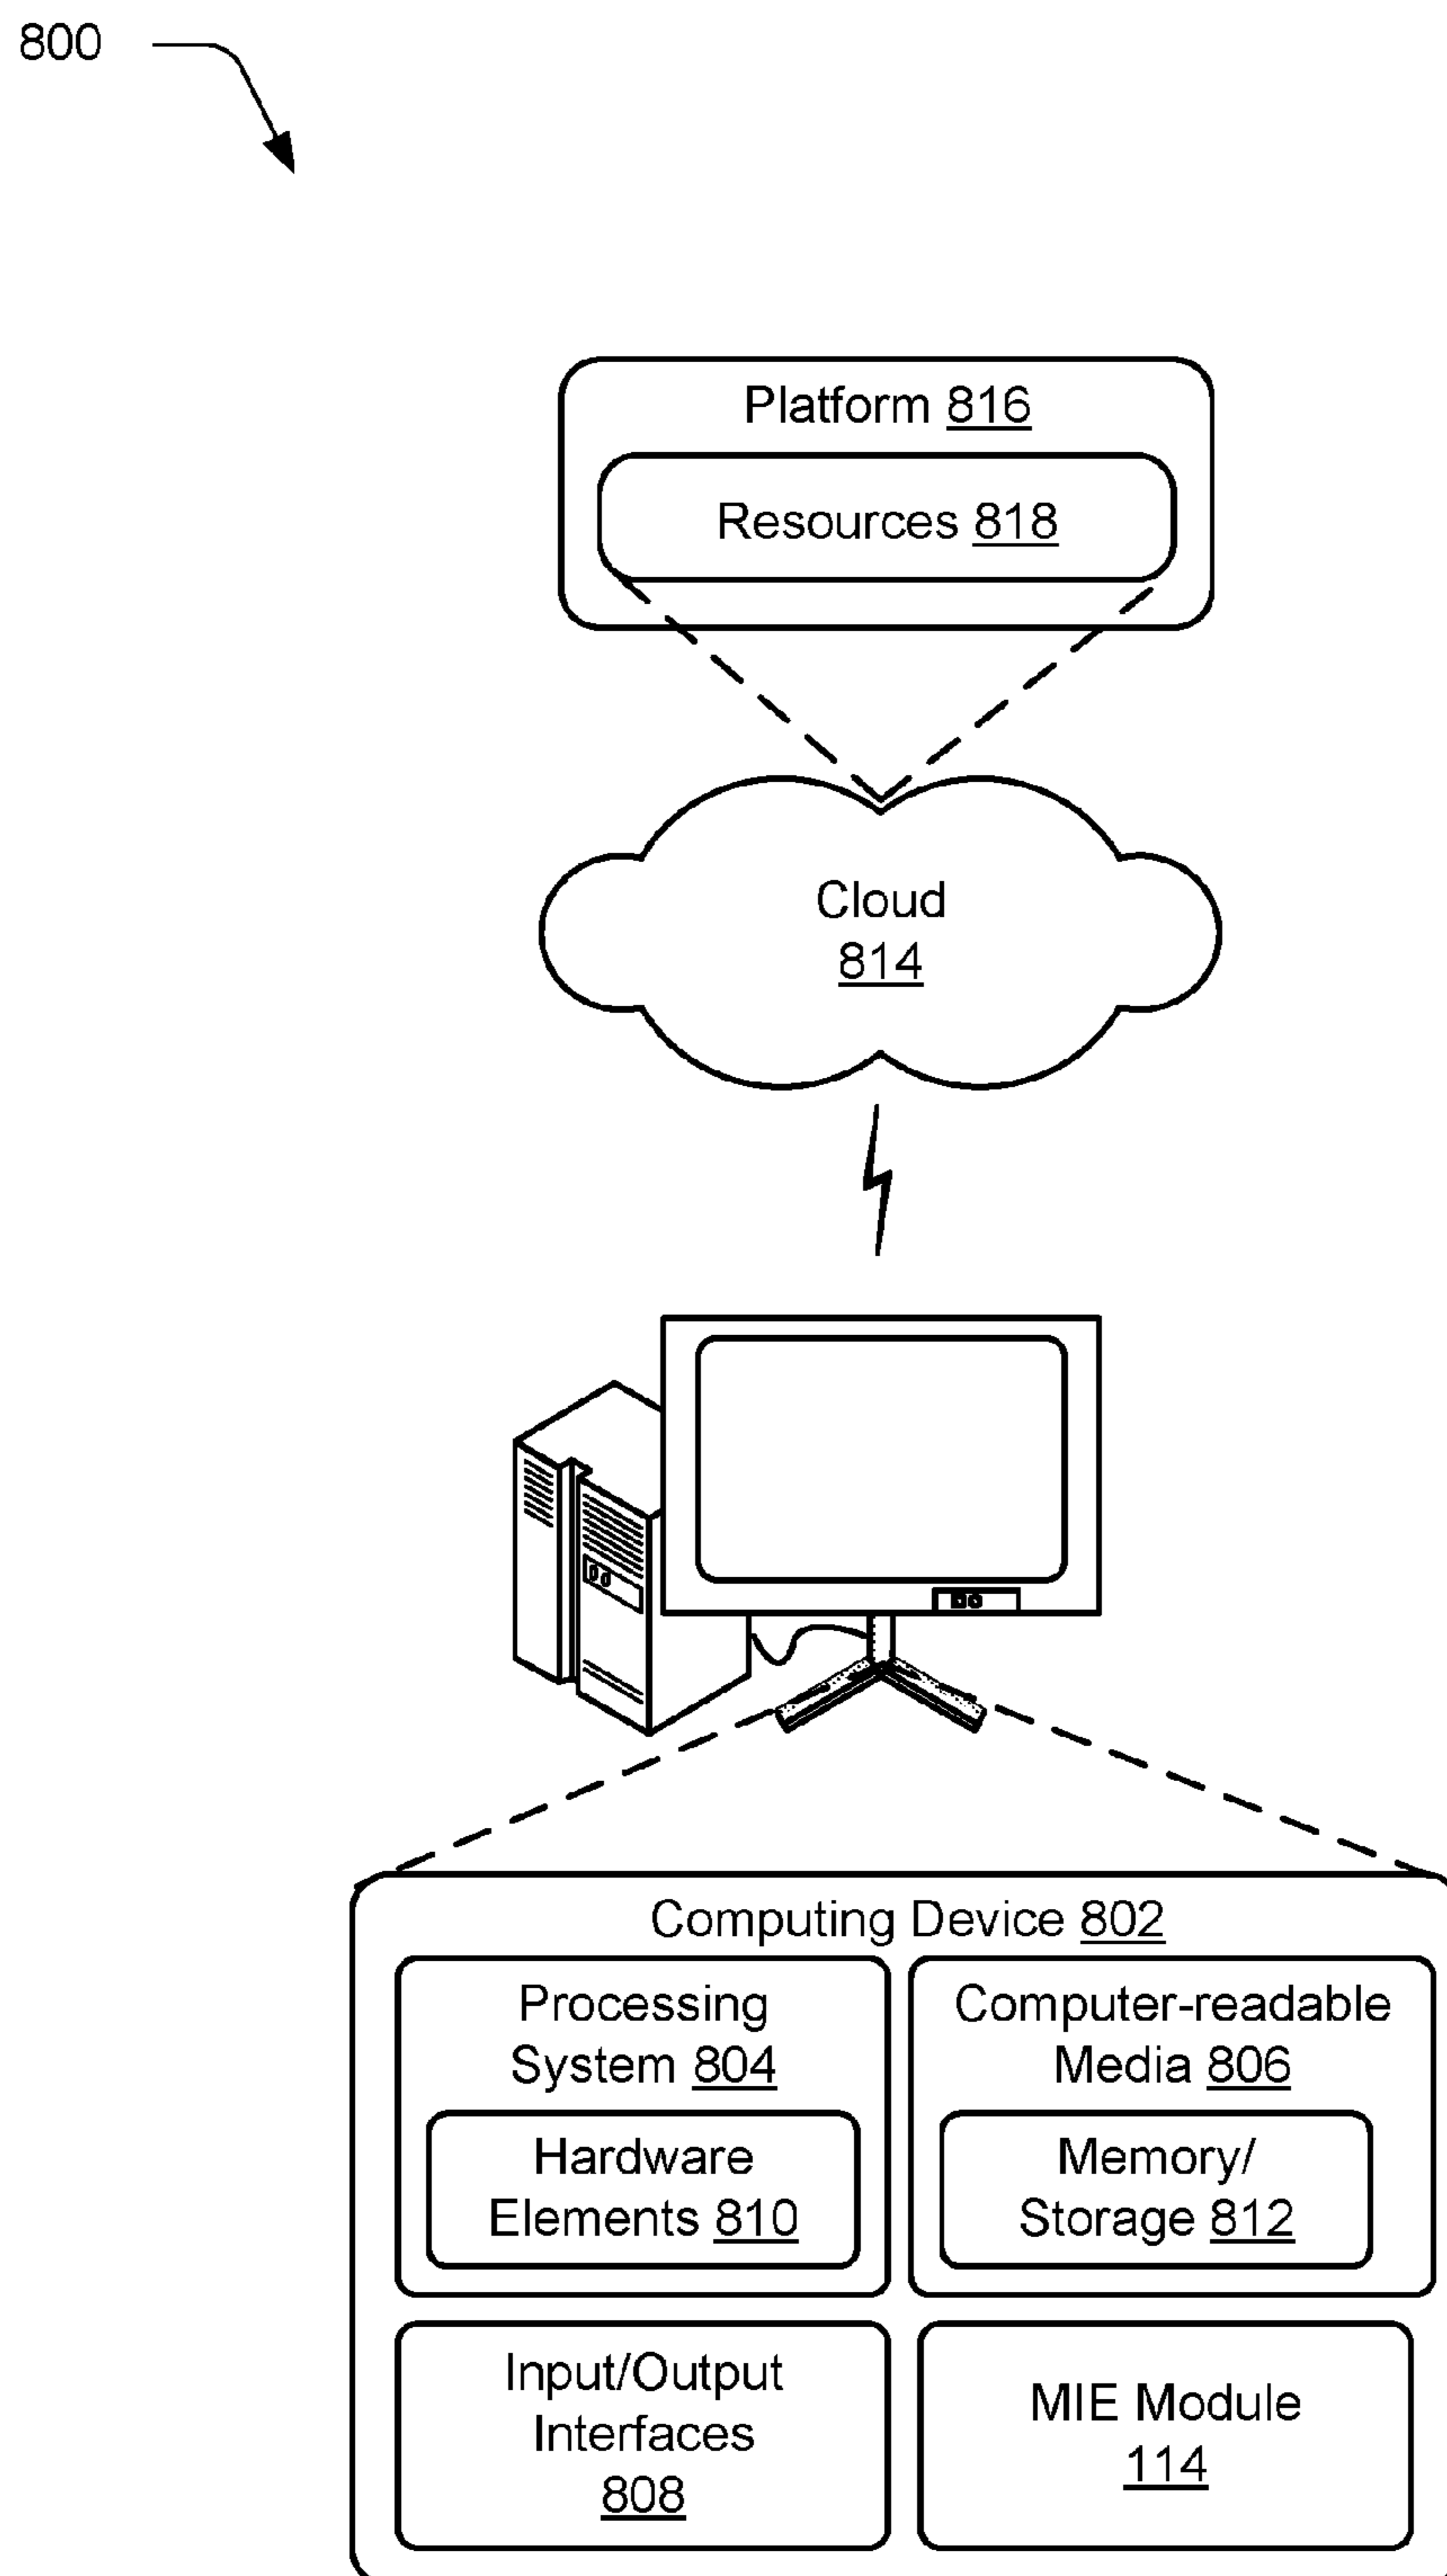 800
Platform 816
Resources 818
Cloud
814
Computing Device 802
Processing
System 804
Hardware
Elements 810
Computer-readable
Media 806
Memory/
Storage 812
Input/Output
Interfaces
808
MIE Module
114